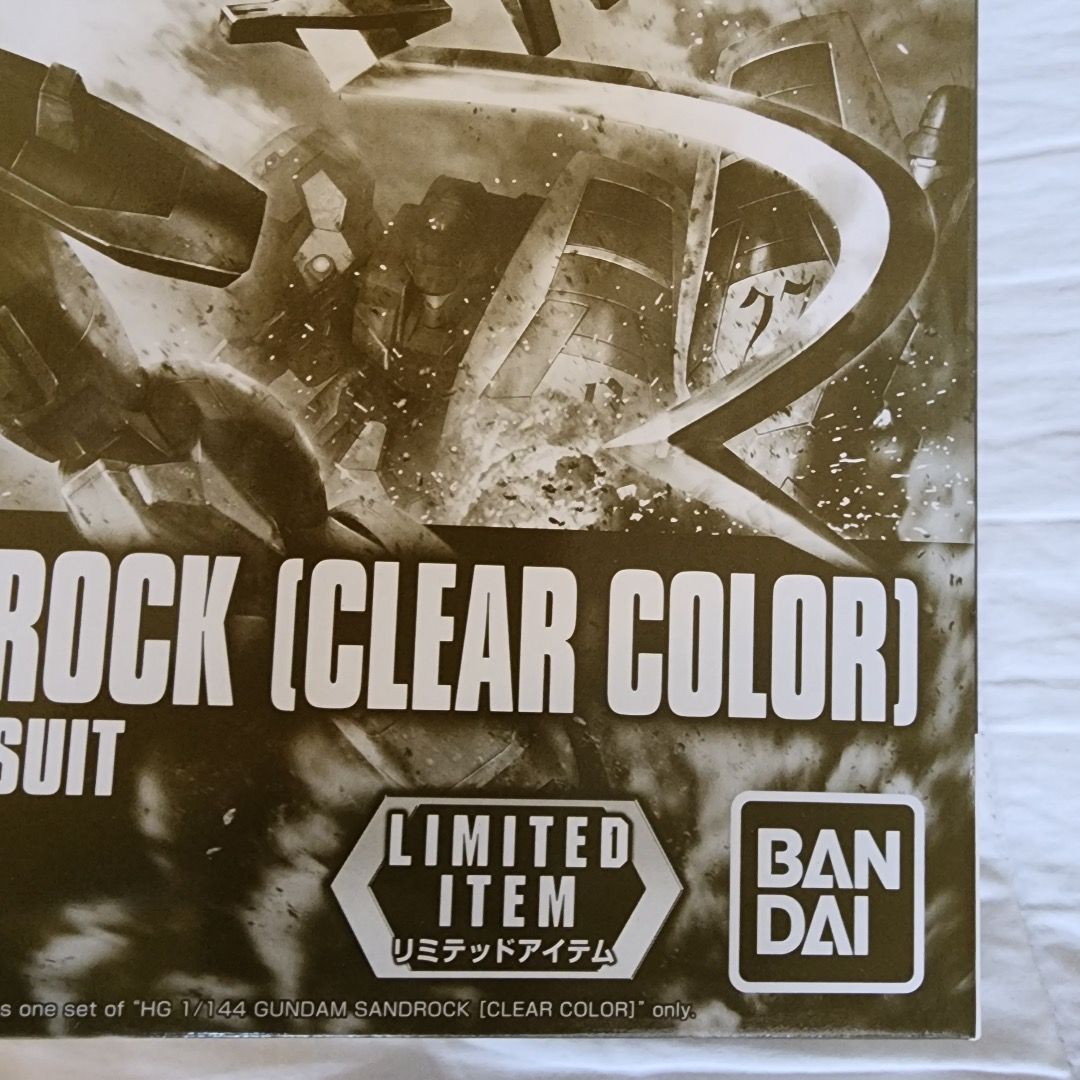 ROCK [CLEAR COLOR]
SUIT
LIMITED
ITEM
リミテッドアイテム
BAN
DAI
s one set of "HG 1/144 GUNDAM SANDROCK [CLEAR COLOR]" only.